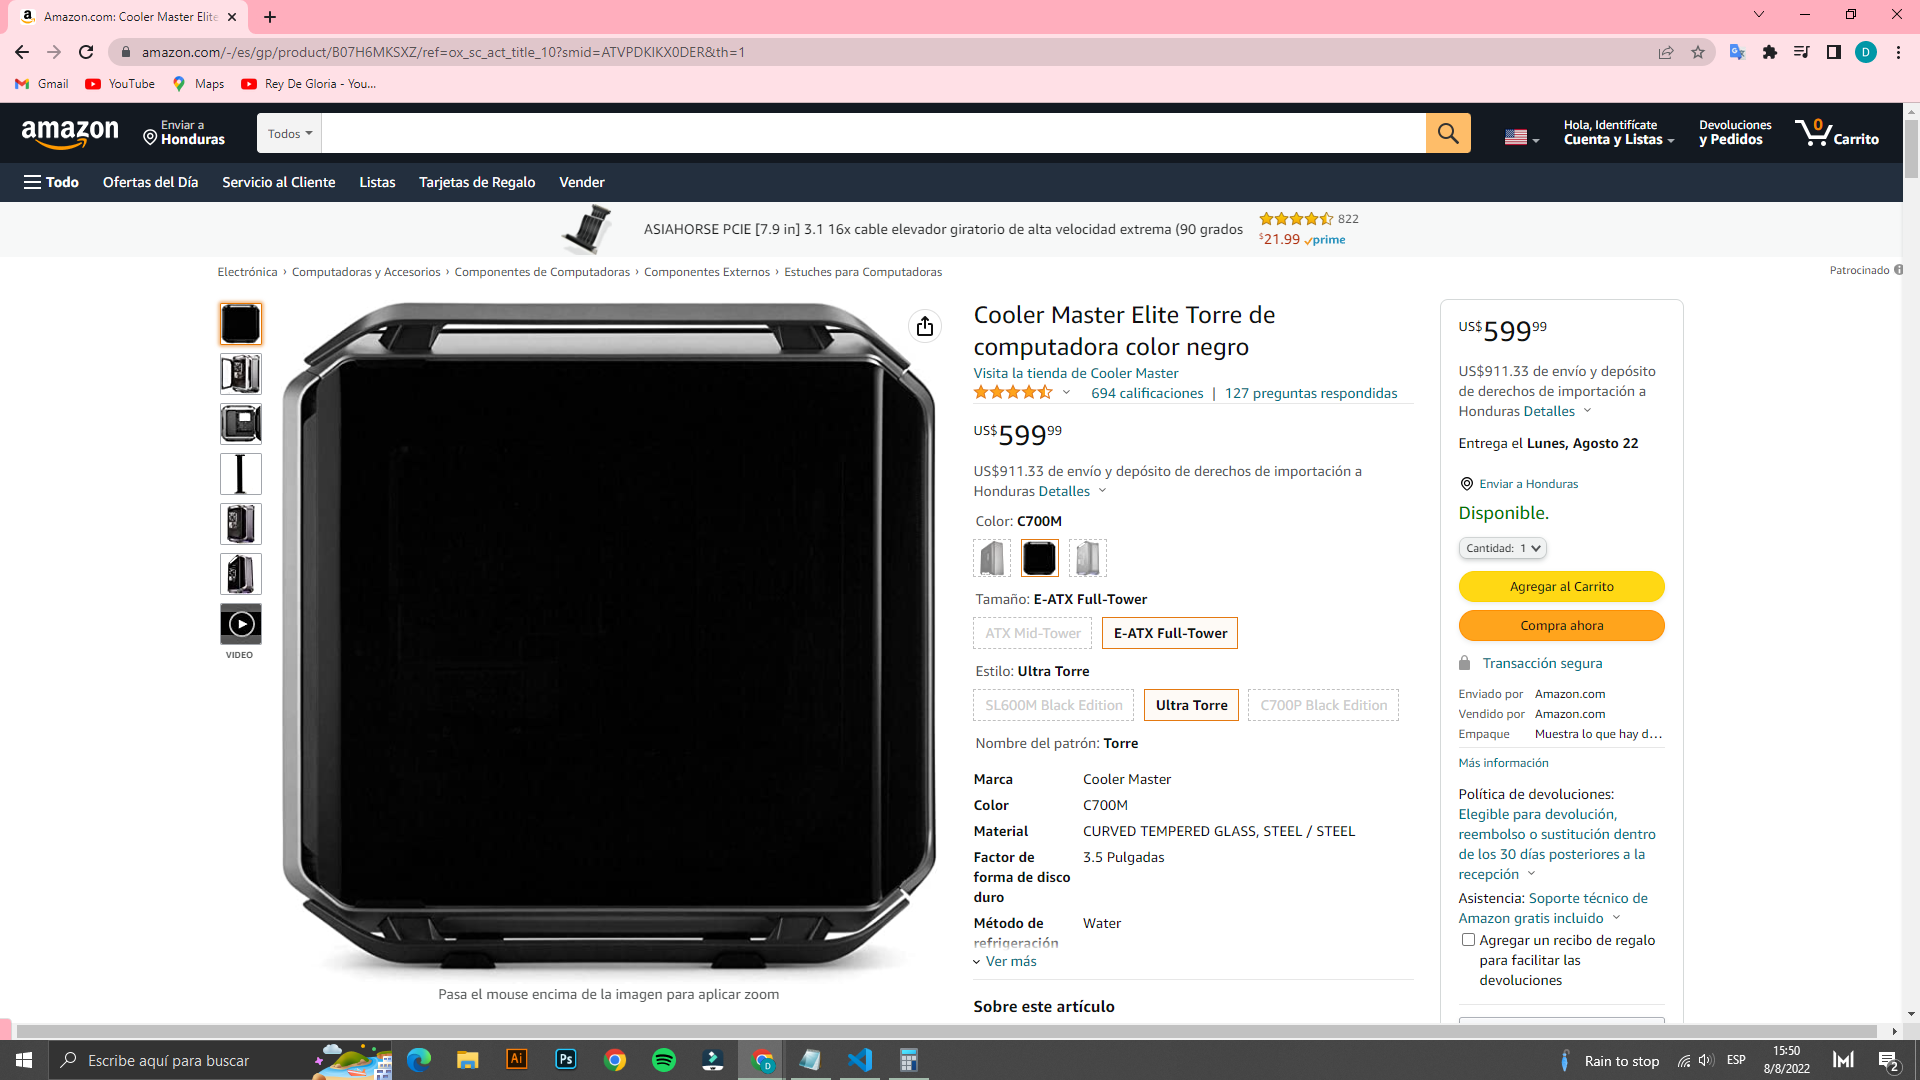 Amazon.com: Cooler Master Elite
amazon.com/-/es/gp/product/B07H6MKSXZ/ref=ox_sc_act_title_10?smid=ATVPDKIKX0DER&th=1
D
Gmail
YouTube
Maps
Rey De Gloria - You...
amazon
Enviar a
Honduras
Todos
Hola, Identifícate
Cuenta y Listas
Devoluciones
y Pedidos
0
Carrito
Todo
Ofertas del Día
Servicio al Cliente
Listas
Tarjetas de Regalo
Vender
ASIAHORSE PCIE [7.9 in] 3.1 16x cable elevador giratorio de alta velocidad extrema (90 grados
822
$21.99 prime
Electrónica › Computadoras y Accesorios › Componentes de Computadoras › Componentes Externos › Estuches para Computadoras
Patrocinado
VIDEO
Pasa el mouse encima de la imagen para aplicar zoom
Cooler Master Elite Torre de
computadora color negro
Visita la tienda de Cooler Master
694 calificaciones | 127 preguntas respondidas
US$599.99
US$911.33 de envío y depósito de derechos de importación a
Honduras Detalles
Color: C700M
Tamaño: E-ATX Full-Tower
ATX Mid-Tower
E-ATX Full-Tower
Estilo: Ultra Torre
SL600M Black Edition
Ultra Torre
C700P Black Edition
Nombre del patrón: Torre
Marca Cooler Master
Color C700M
Material CURVED TEMPERED GLASS, STEEL / STEEL
Factor de 3.5 Pulgadas
forma de disco
duro
Método de Water
refrigeración
Ver más
Sobre este artículo
US$599.99
US$911.33 de envío y depósito
de derechos de importación a
Honduras Detalles
Entrega el Lunes, Agosto 22
Enviar a Honduras
Disponible.
Cantidad: 1
Agregar al Carrito
Compra ahora
Transacción segura
Enviado por Amazon.com
Vendido por Amazon.com
Empaque Muestra lo que hay d...
Más información
Política de devoluciones:
Elegible para devolución,
reembolso o sustitución dentro
de los 30 días posteriores a la
recepción
Asistencia: Soporte técnico de
Amazon gratis incluido
Agregar un recibo de regalo
para facilitar las
devoluciones
Escribe aquí para buscar
Ai
Ps
D
Rain to stop
ESP
15:50
8/8/2022
2